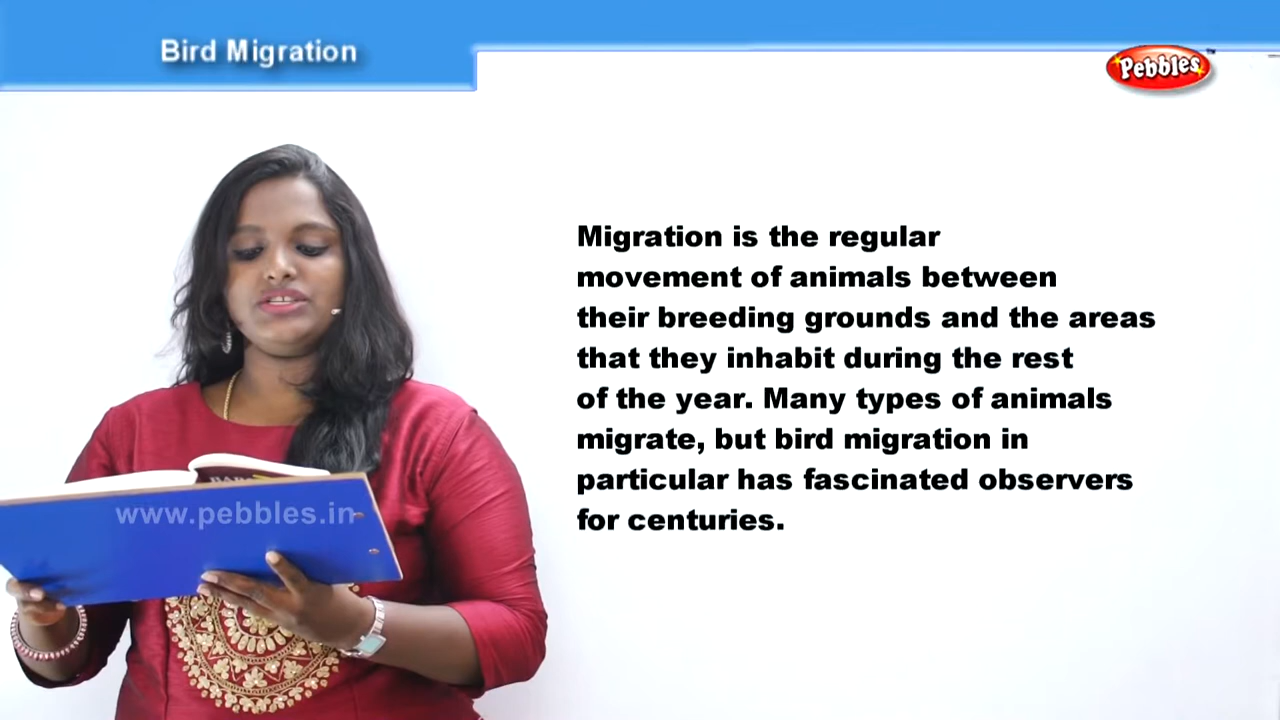 Bird Migration
Pebbles
Migration is the regular
movement of animals between
their breeding grounds and the areas
that they inhabit during the rest
of the year. Many types of animals
migrate, but bird migration in
particular has fascinated observers
for centuries.
www.pebbles.in